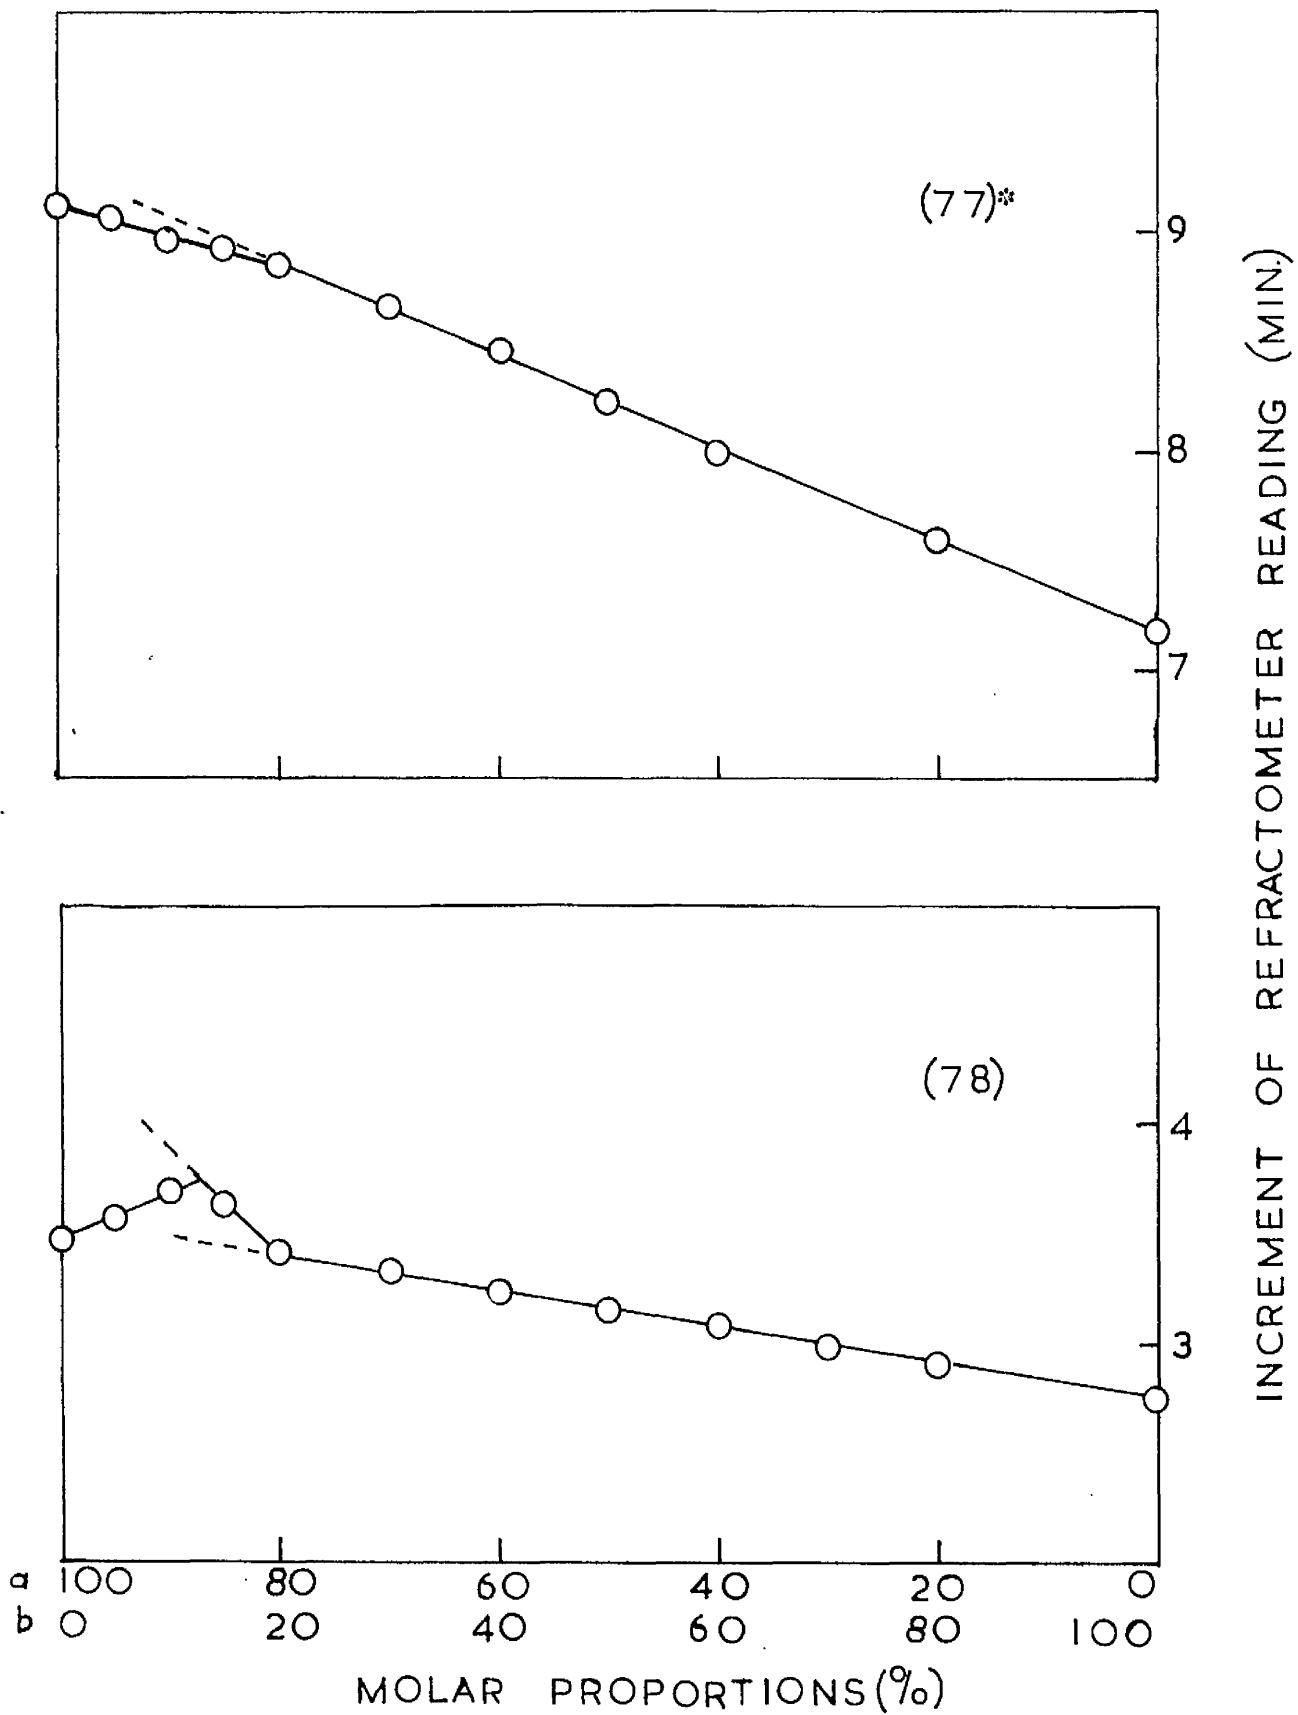 (77)*
9
8
7
(78)
4
3
INCREMENT OF REFRACTOMETER READING (MIN.)
a 100 80 60 40 20 0
b 0 20 40 60 80 100
MOLAR PROPORTIONS(%)